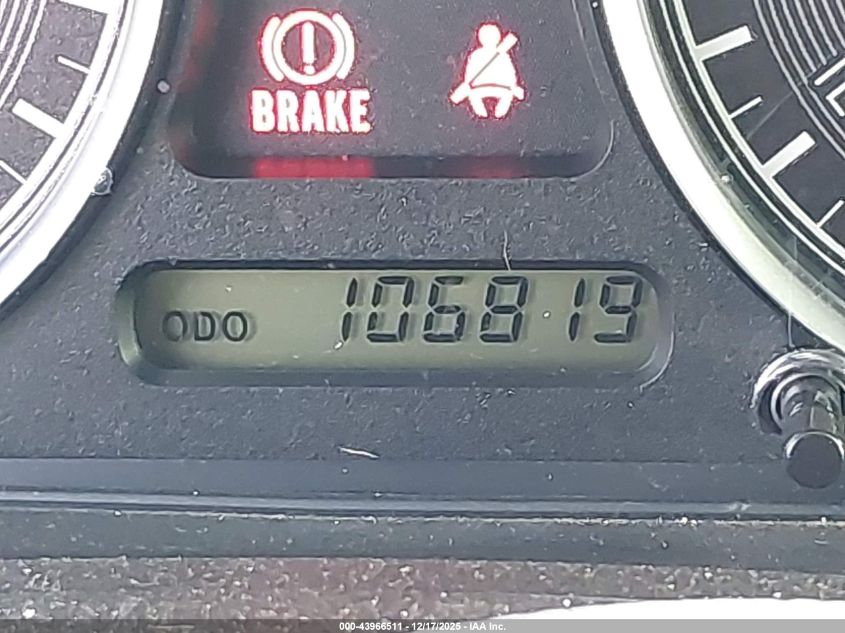 BRAKE
ODO 106819
000-43966511 - 12/17/2025 - IAA Inc.